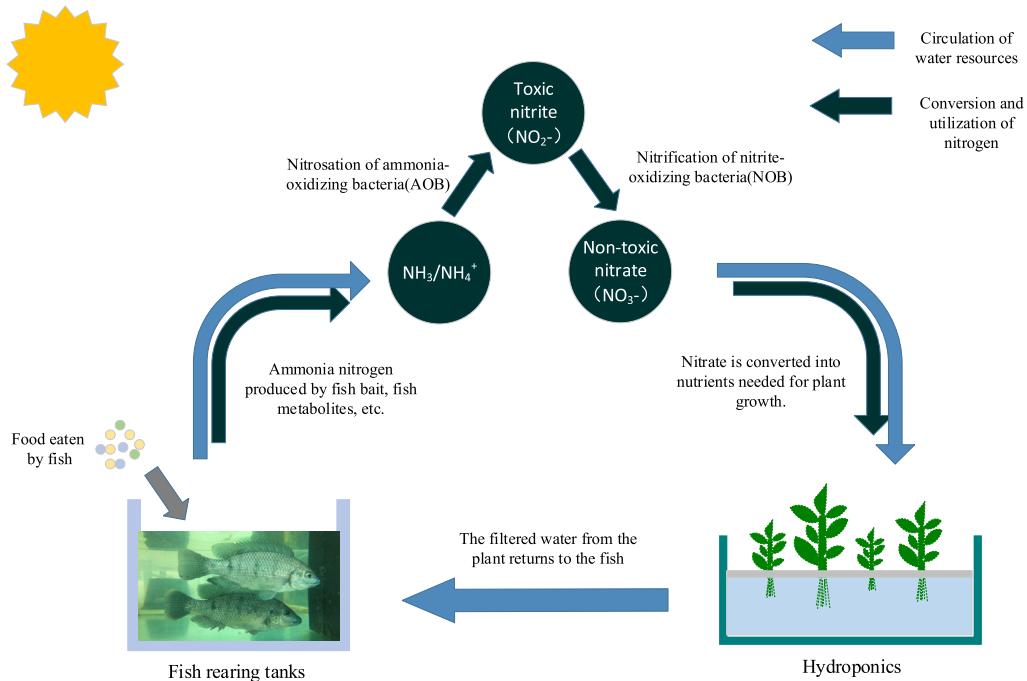 Circulation of
water resources
Conversion and
utilization of
nitrogen
Toxic
nitrite
（NO₂-）
Nitrosation of ammonia-
oxidizing bacteria(AOB)
Nitrification of nitrite-
oxidizing bacteria(NOB)
NH₃/NH₄⁺
Non-toxic
nitrate
（NO₃-）
Ammonia nitrogen
produced by fish bait, fish
metabolites, etc.
Nitrate is converted into
nutrients needed for plant
growth.
Food eaten
by fish
The filtered water from the
plant returns to the fish
Fish rearing tanks
Hydroponics